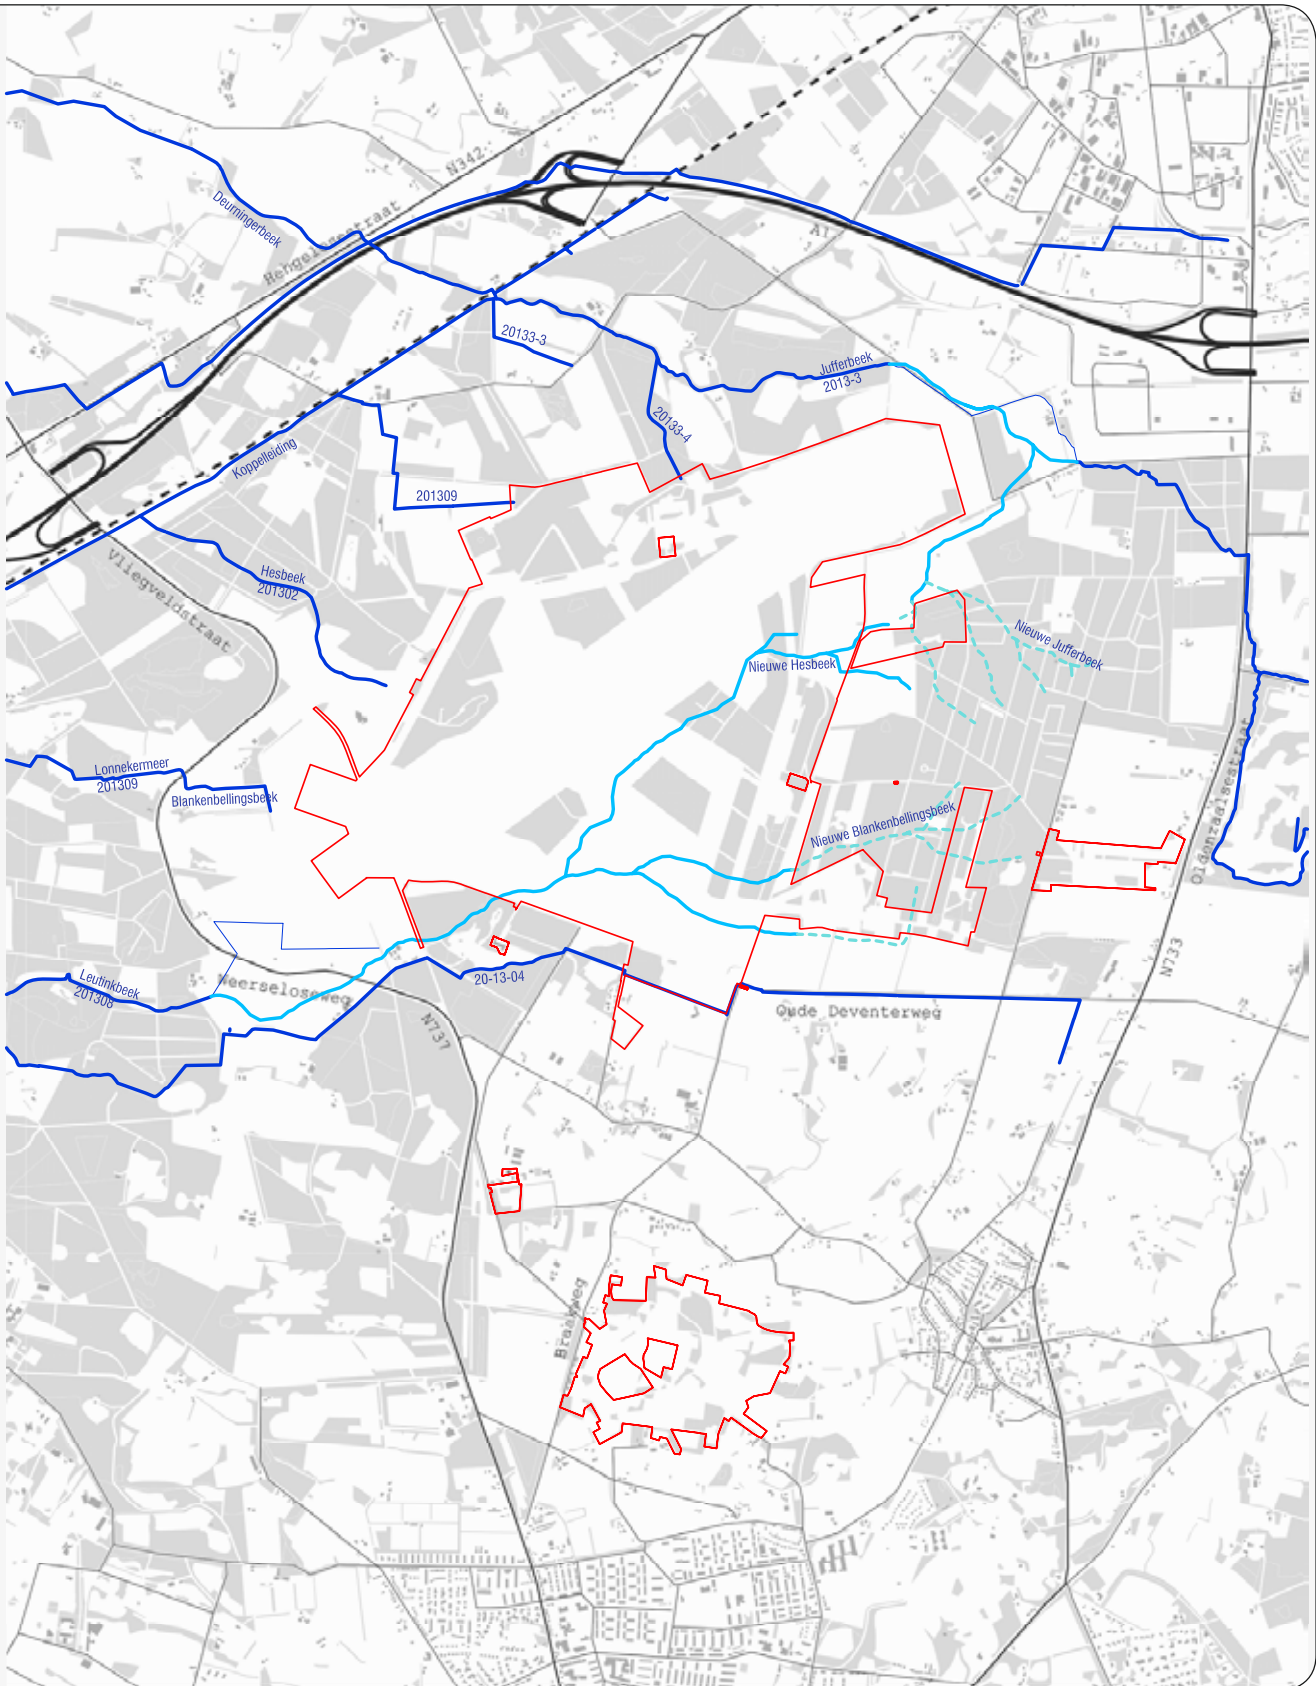 N342
Deurningerbeek
Hengelosestraat
A1
20133-3
Jufferbeek
2013-3
20133-4
Koppelleiding
201309
Vliegveldstraat
Hesbeek
201302
Nieuwe Jufferbeek
Nieuwe Hesbeek
Lonnekermeer
201309
Blankenbellingsbeek
Nieuwe Blankenbellingsbeek
Oldenzaalsestraat
N733
Leutinkbeek
201308
Weerseloseweg
20-13-04
N737
Oude Deventerweg
Braakweg